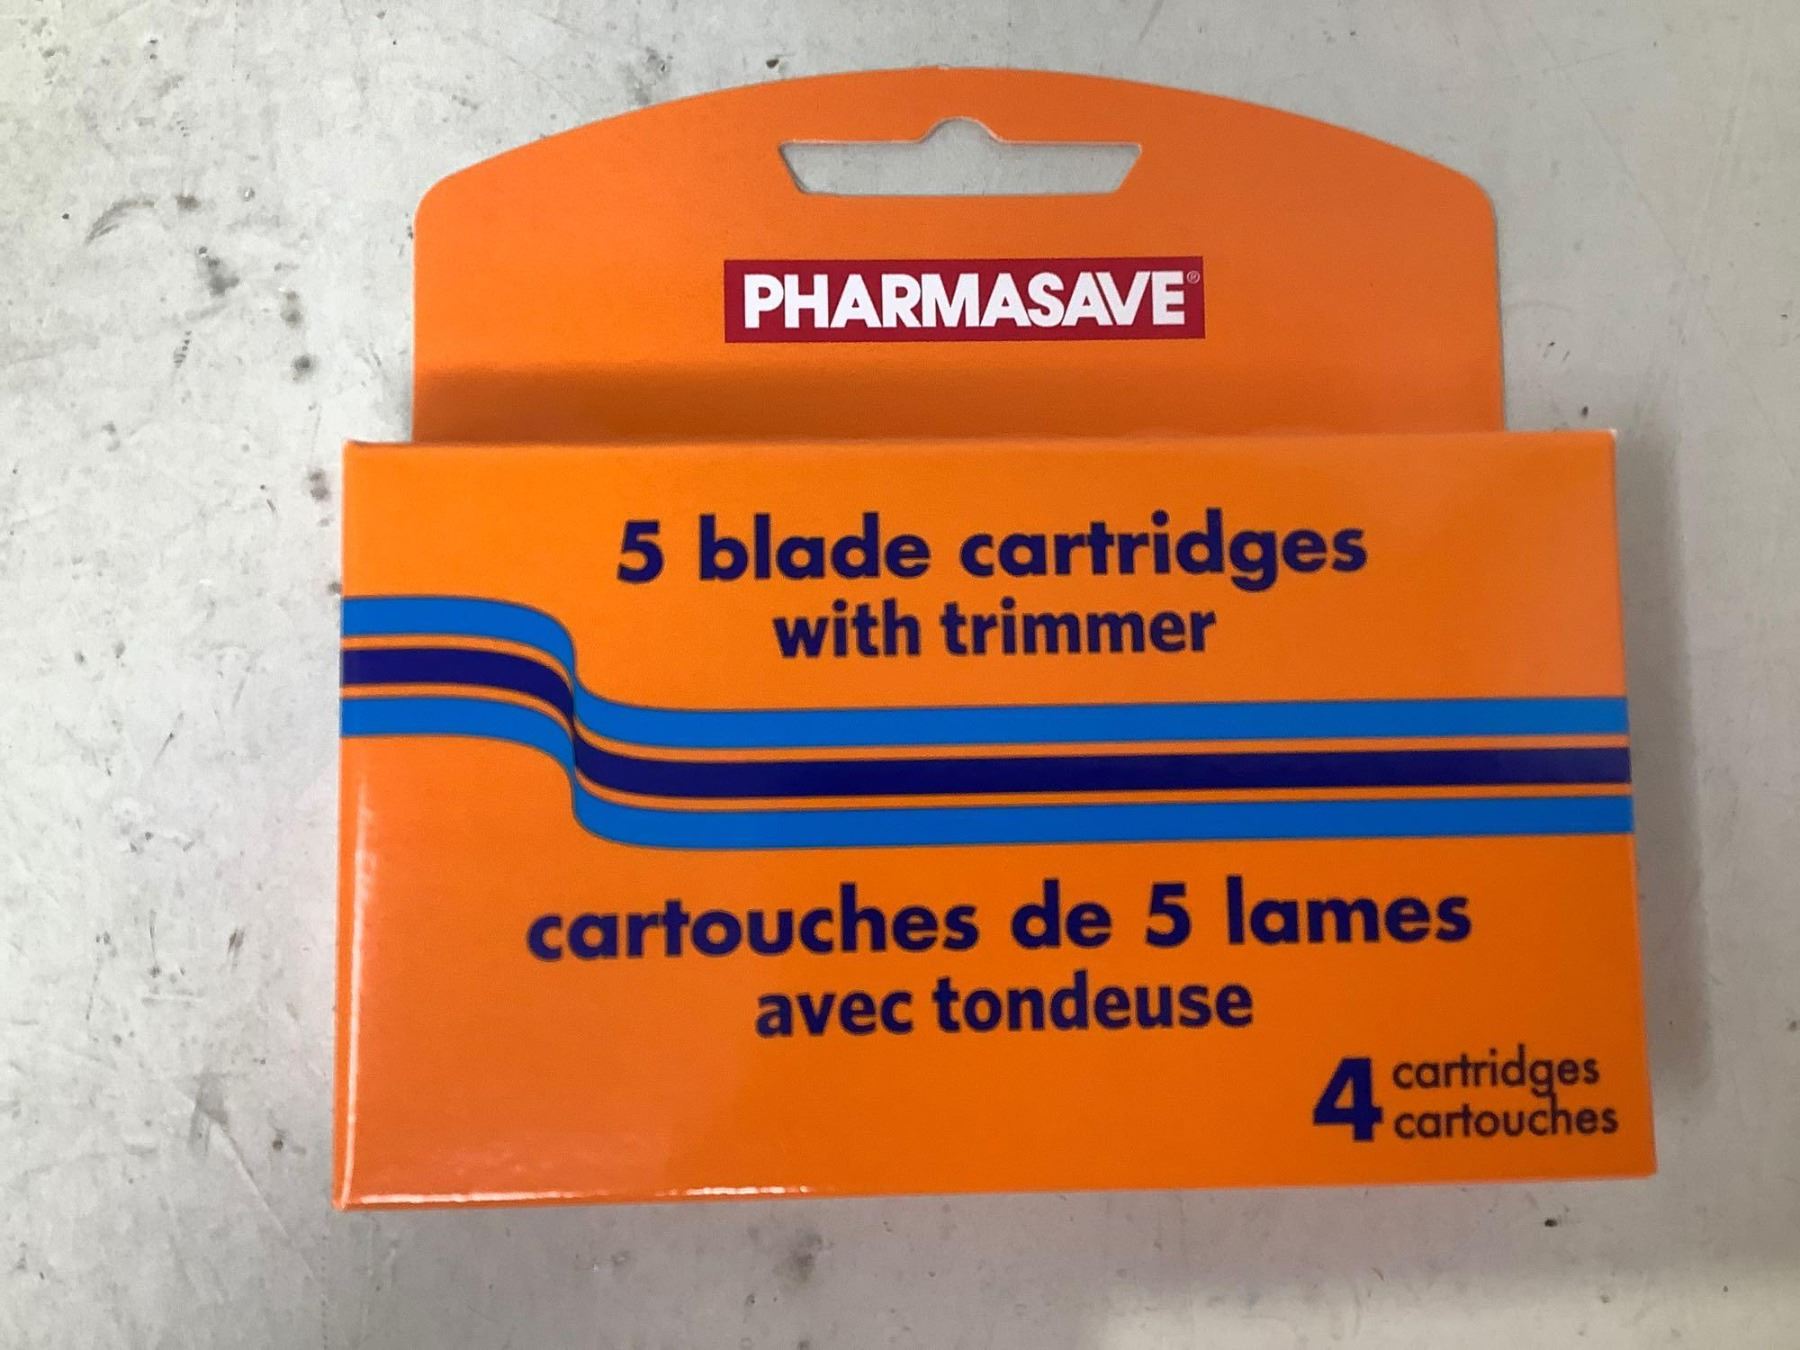 PHARMASAVE®
5 blade cartridges
with trimmer
cartouches de 5 lames
avec tondeuse
4 cartridges
cartouches